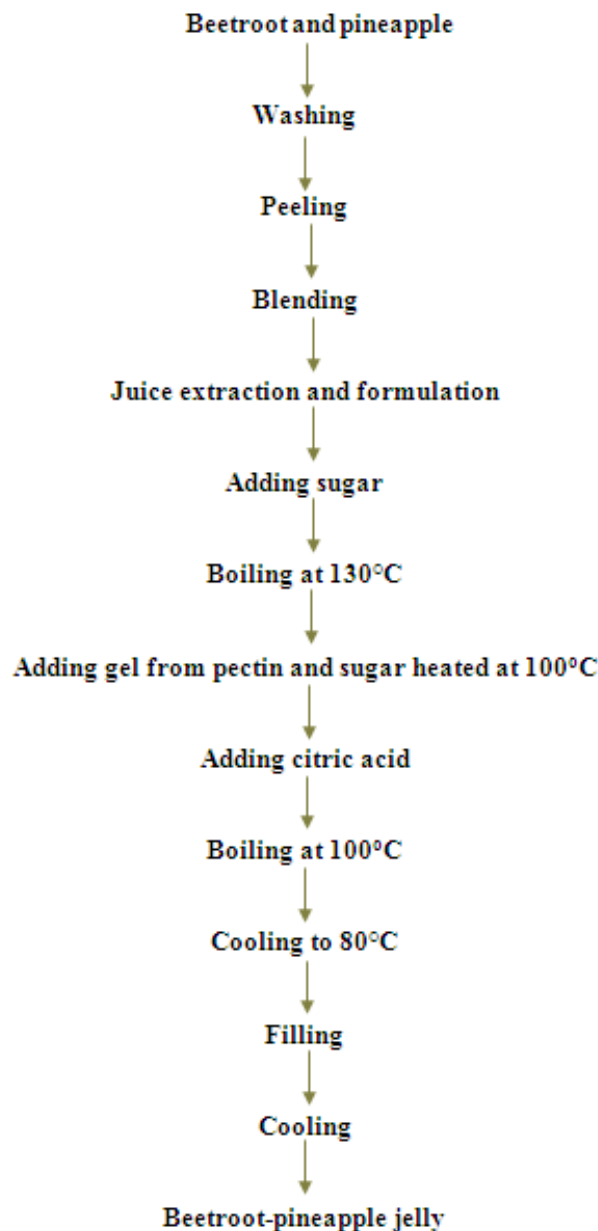 Beetroot and pineapple
Washing
Peeling
Blending
Juice extraction and formulation
Adding sugar
Boiling at 130°C
Adding gel from pectin and sugar heated at 100°C
Adding citric acid
Boiling at 100°C
Cooling to 80°C
Filling
Cooling
Beetroot-pineapple jelly